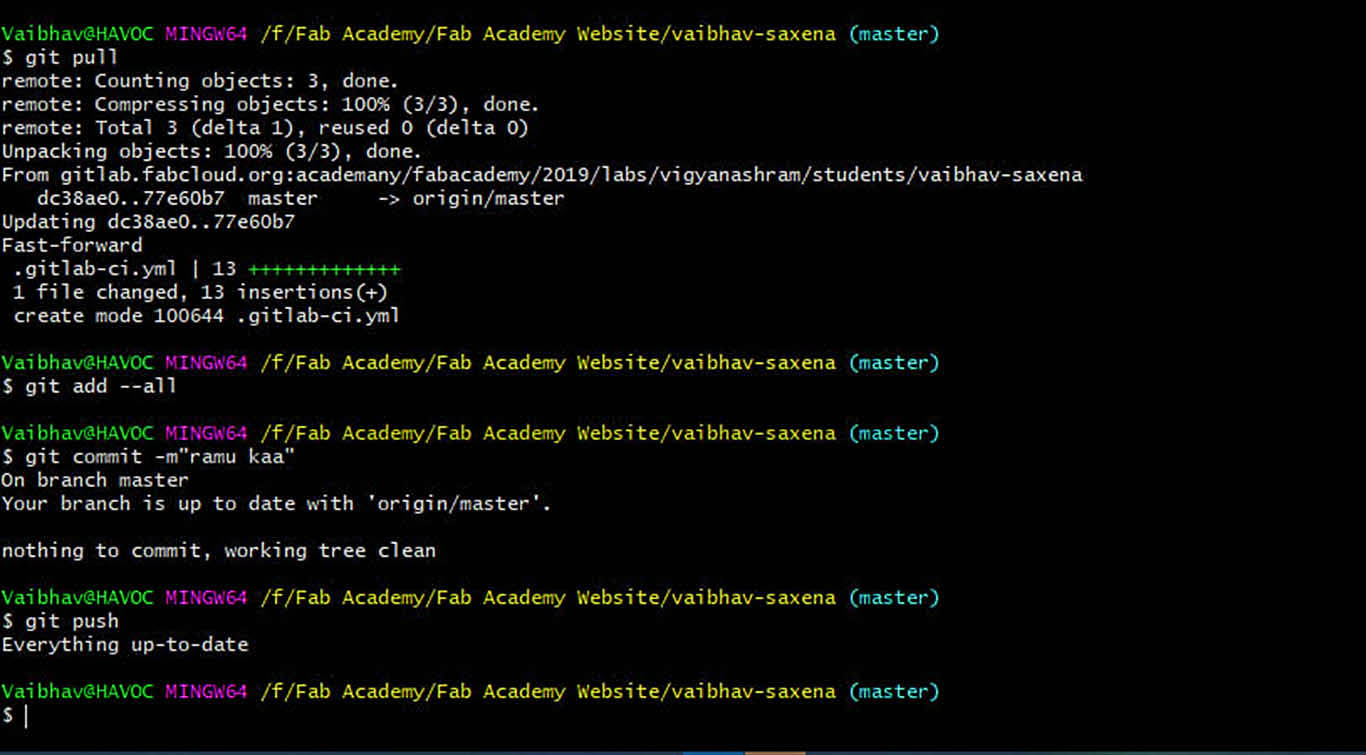 Vaibhav@HAVOC MINGW64 /f/Fab Academy/Fab Academy Website/vaibhav-saxena (master)
$ git pull
remote: Counting objects: 3, done.
remote: Compressing objects: 100% (3/3), done.
remote: Total 3 (delta 1), reused 0 (delta 0)
Unpacking objects: 100% (3/3), done.
From gitlab.fabcloud.org:academany/fabacademy/2019/labs/vigyanashram/students/vaibhav-saxena
   dc38ae0..77e60b7  master     -> origin/master
Updating dc38ae0..77e60b7
Fast-forward
 .gitlab-ci.yml | 13 +++++++++++++
 1 file changed, 13 insertions(+)
 create mode 100644 .gitlab-ci.yml
Vaibhav@HAVOC MINGW64 /f/Fab Academy/Fab Academy Website/vaibhav-saxena (master)
$ git add --all
Vaibhav@HAVOC MINGW64 /f/Fab Academy/Fab Academy Website/vaibhav-saxena (master)
$ git commit -m"ramu kaa"
On branch master
Your branch is up to date with 'origin/master'.
nothing to commit, working tree clean
Vaibhav@HAVOC MINGW64 /f/Fab Academy/Fab Academy Website/vaibhav-saxena (master)
$ git push
Everything up-to-date
Vaibhav@HAVOC MINGW64 /f/Fab Academy/Fab Academy Website/vaibhav-saxena (master)
$